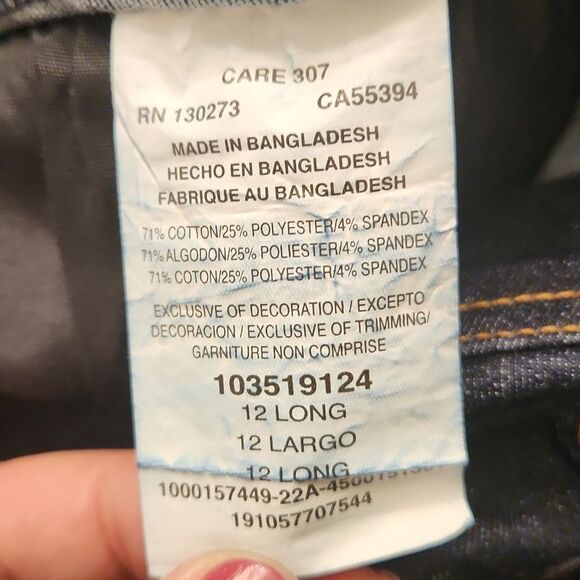 CARE 307
RN 130273 CA55394
MADE IN BANGLADESH
HECHO EN BANGLADESH
FABRIQUE AU BANGLADESH
71% COTTON/25% POLYESTER/4% SPANDEX
71% ALGODON/25% POLIESTER/4% SPANDEX
71% COTON/25% POLYESTER/4% SPANDEX
EXCLUSIVE OF DECORATION / EXCEPTO
DECORACION / EXCLUSIVE OF TRIMMING/
GARNITURE NON COMPRISE
103519124
12 LONG
12 LARGO
12 LONG
1000157449-22A-
191057707544